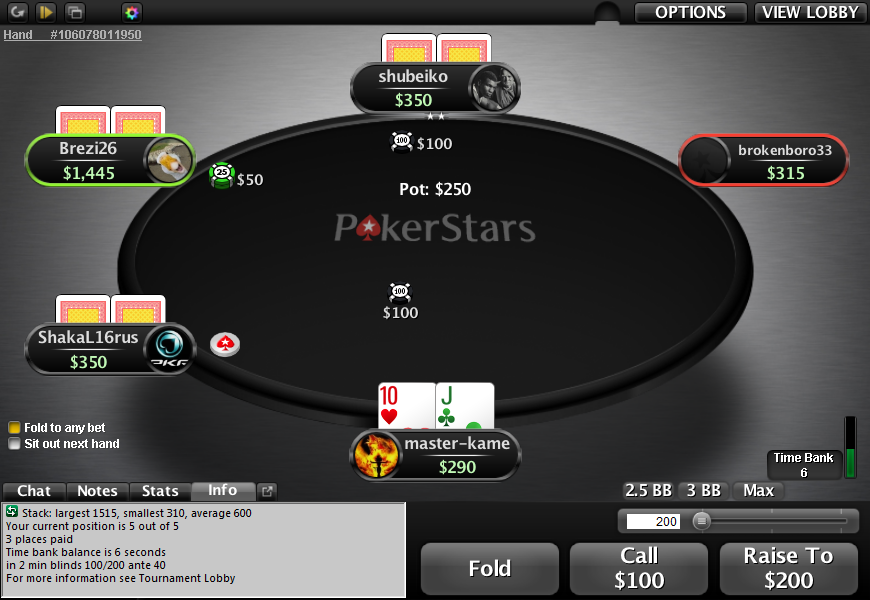 OPTIONS
VIEW LOBBY
Hand #106078011950
shubeiko
$350
100
$100
Brezi26
$1,445
25
$50
brokenboro33
$315
Pot: $250
PokerStars
100
$100
ShakaL16rus
$350
PKR
10
J
master-kame
$290
Fold to any bet
Sit out next hand
Time Bank
6
Chat
Notes
Stats
Info
2.5 BB
3 BB
Max
Stack: largest 1515, smallest 310, average 600
Your current position is 5 out of 5
3 places paid
Time bank balance is 6 seconds
in 2 min blinds 100/200 ante 40
For more information see Tournament Lobby
200
Fold
Call
$100
Raise To
$200